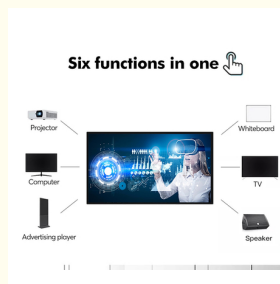 Six functions in one
Projector
Whiteboard
Computer
TV
Advertising player
Speaker